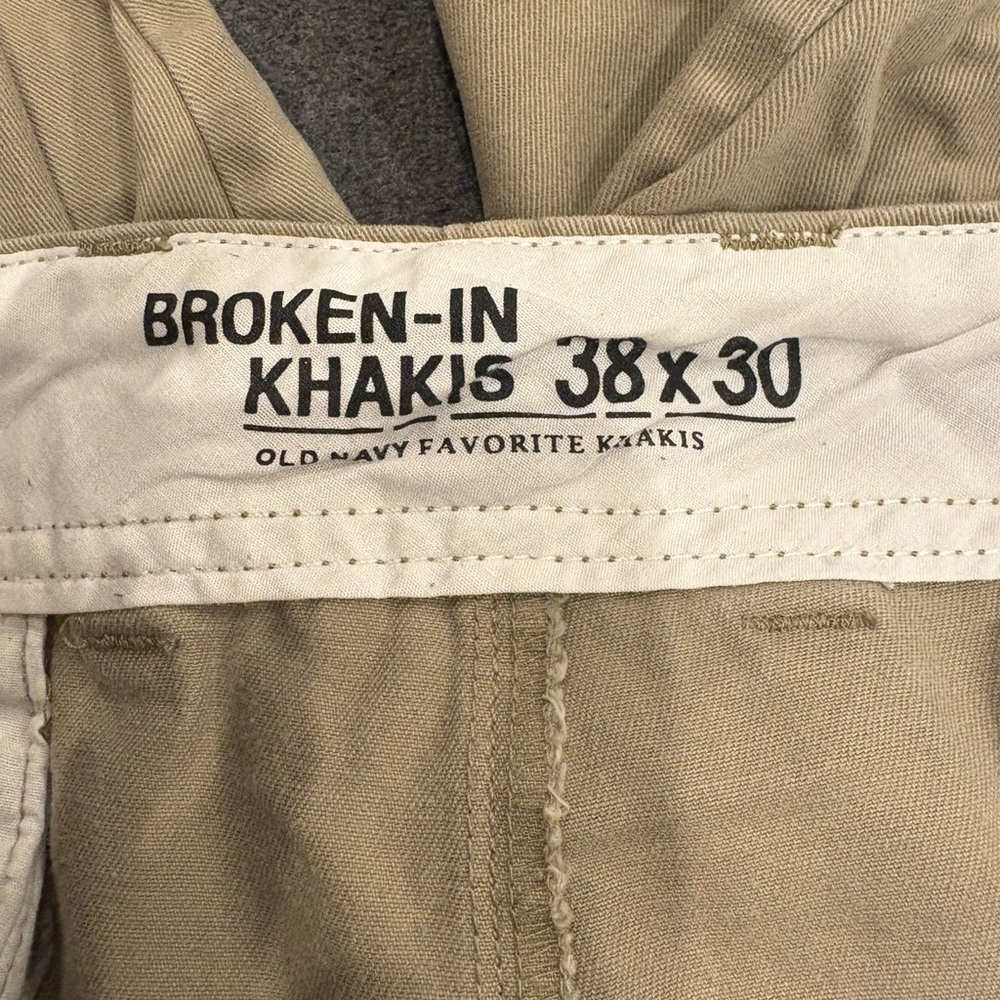 BROKEN-IN
KHAKIS 38 x 30
OLD NAVY FAVORITE KHAKIS